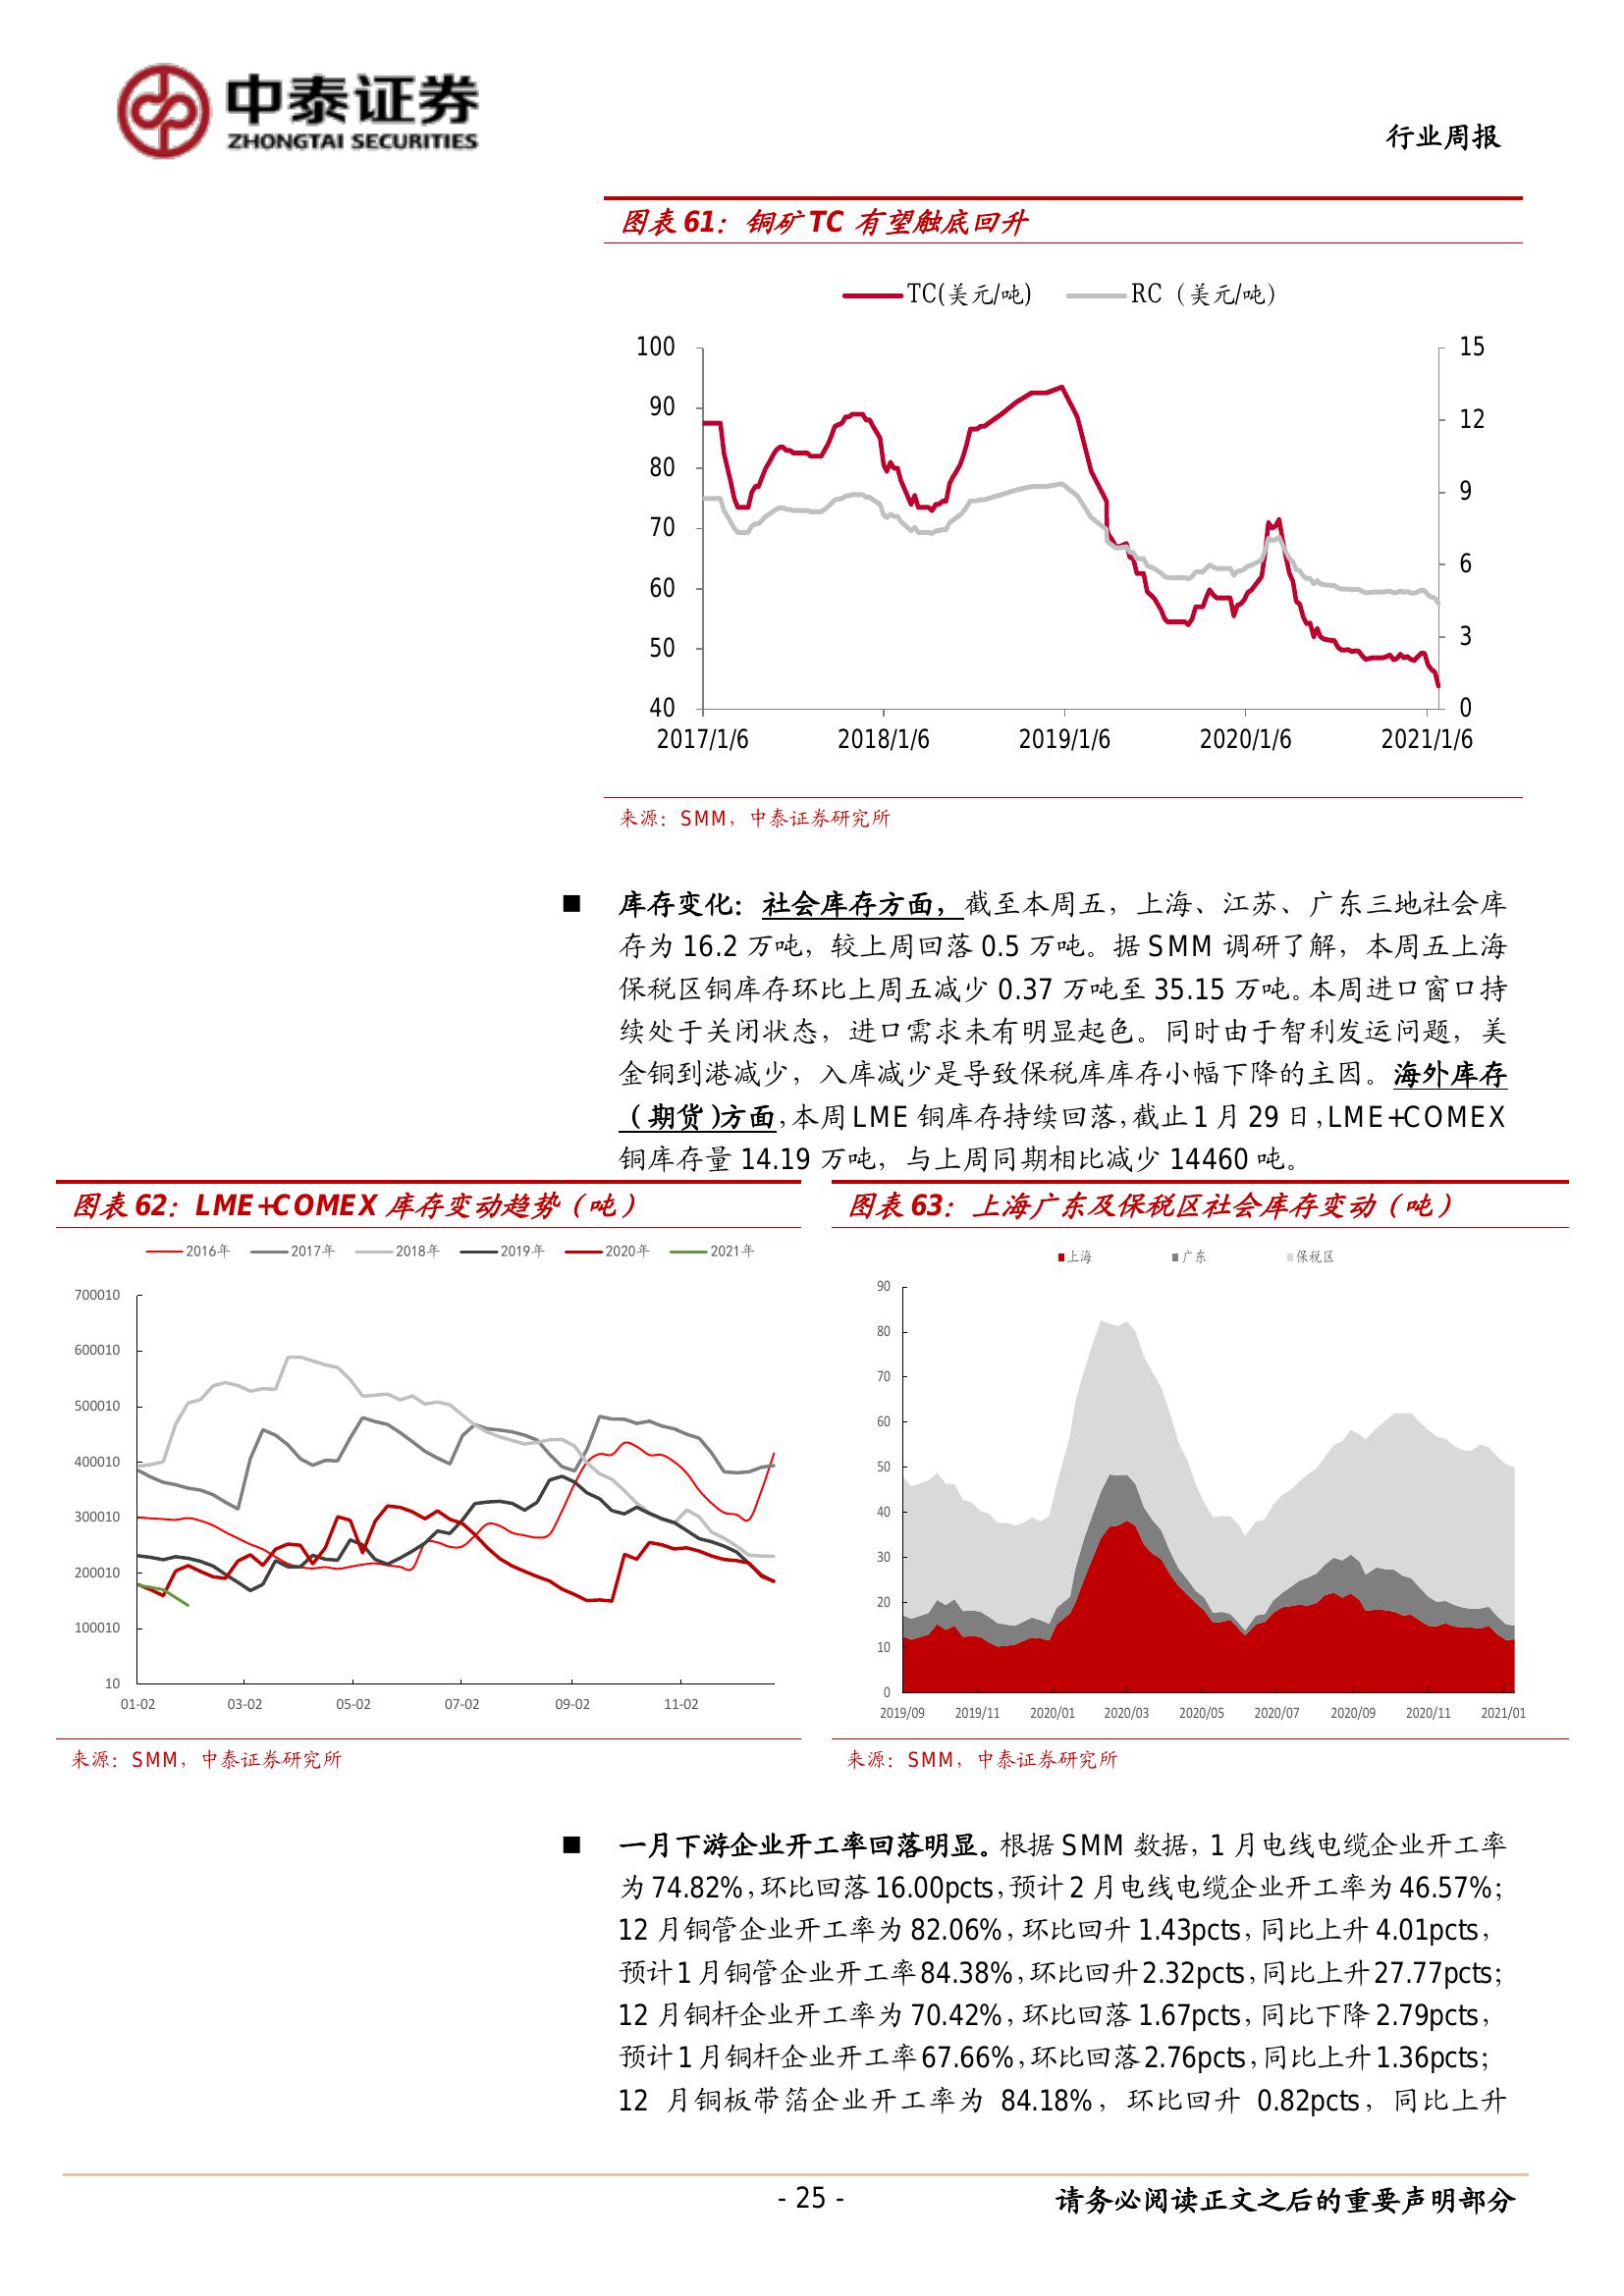 中泰证券
ZHONGTAI SECURITIES
行业周报
图表 61：铜矿 TC 有望触底回升
TC(美元/吨) RC（美元/吨）
100 15
90 12
80 9
70 6
60 3
50
40 0
2017/1/6 2018/1/6 2019/1/6 2020/1/6 2021/1/6
来源：SMM，中泰证券研究所
■ 库存变化：社会库存方面，截至本周五，上海、江苏、广东三地社会库
存为 16.2 万吨，较上周回落 0.5 万吨。据 SMM 调研了解，本周五上海
保税区铜库存环比上周五减少 0.37 万吨至 35.15 万吨。本周进口窗口持
续处于关闭状态，进口需求未有明显起色。同时由于智利发运问题，美
金铜到港减少，入库减少是导致保税库库存小幅下降的主因。海外库存
（期货)方面，本周 LME 铜库存持续回落，截止 1 月 29 日，LME+COMEX
铜库存量 14.19 万吨，与上周同期相比减少 14460 吨。
图表 62：LME+COMEX 库存变动趋势（吨）
2016年 2017年 2018年 2019年 2020年 2021年
700010
600010
500010
400010
300010
200010
100010
10
01-02 03-02 05-02 07-02 09-02 11-02
来源：SMM，中泰证券研究所
图表 63：上海广东及保税区社会库存变动（吨）
上海 广东 保税区
90
80
70
60
50
40
30
20
10
0
2019/09 2019/11 2020/01 2020/03 2020/05 2020/07 2020/09 2020/11 2021/01
来源：SMM，中泰证券研究所
■ 一月下游企业开工率回落明显。根据 SMM 数据，1 月电线电缆企业开工率
为 74.82%，环比回落 16.00pcts，预计 2 月电线电缆企业开工率为 46.57%；
12 月铜管企业开工率为 82.06%，环比回升 1.43pcts，同比上升 4.01pcts，
预计 1 月铜管企业开工率 84.38%，环比回升 2.32pcts，同比上升 27.77pcts；
12 月铜杆企业开工率为 70.42%，环比回落 1.67pcts，同比下降 2.79pcts，
预计 1 月铜杆企业开工率 67.66%，环比回落 2.76pcts，同比上升 1.36pcts；
12 月铜板带箔企业开工率为 84.18%，环比回升 0.82pcts，同比上升
- 25 -
请务必阅读正文之后的重要声明部分